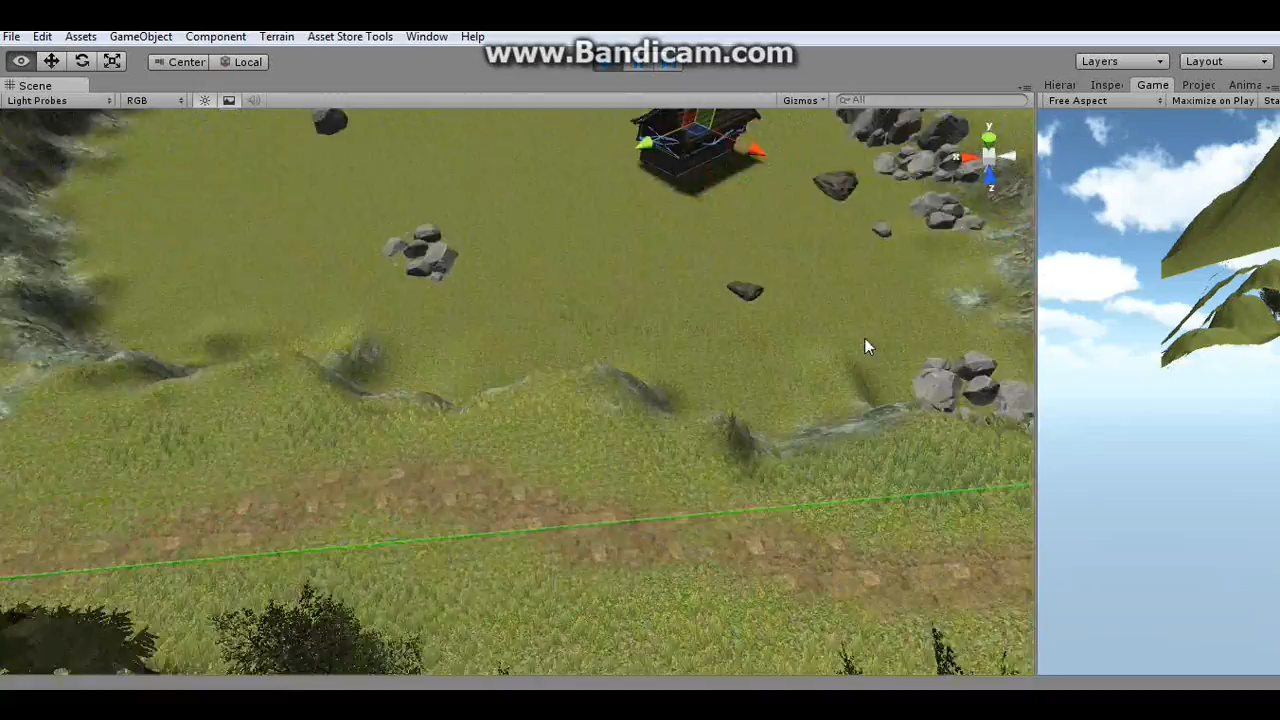 File Edit Assets GameObject Component Terrain Asset Store Tools Window Help
www.Bandicam.com
Center Local Layers Layout
Scene Hierar Inspe Game Projec Anima
Light Probes RGB Gizmos All Free Aspect Maximize on Play Sta
y
x
z